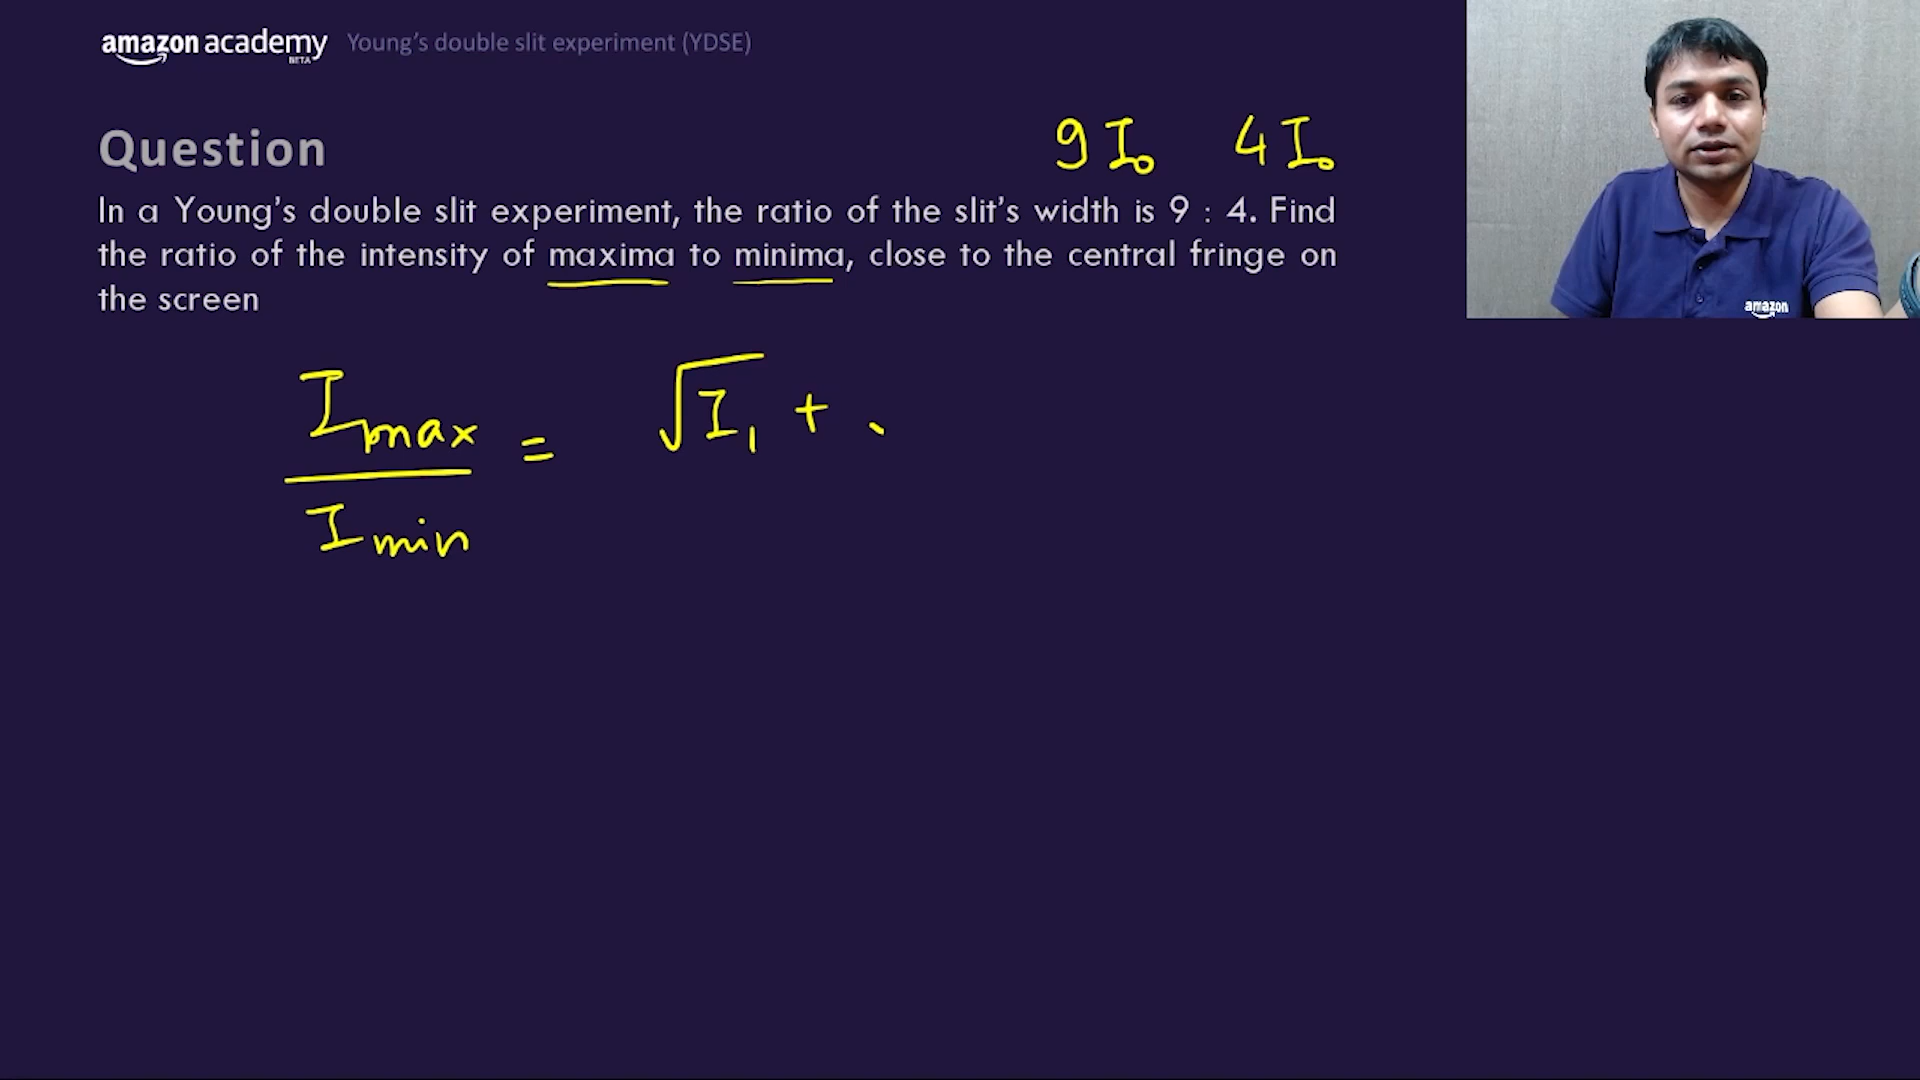 amazon academy Young's double slit experiment (YDSE)
BETA
Question
9I₀ 4I₀
In a Young's double slit experiment, the ratio of the slit's width is 9 : 4. Find
the ratio of the intensity of maxima to minima, close to the central fringe on
the screen
Imax = √I₁ +
Imin
amazon